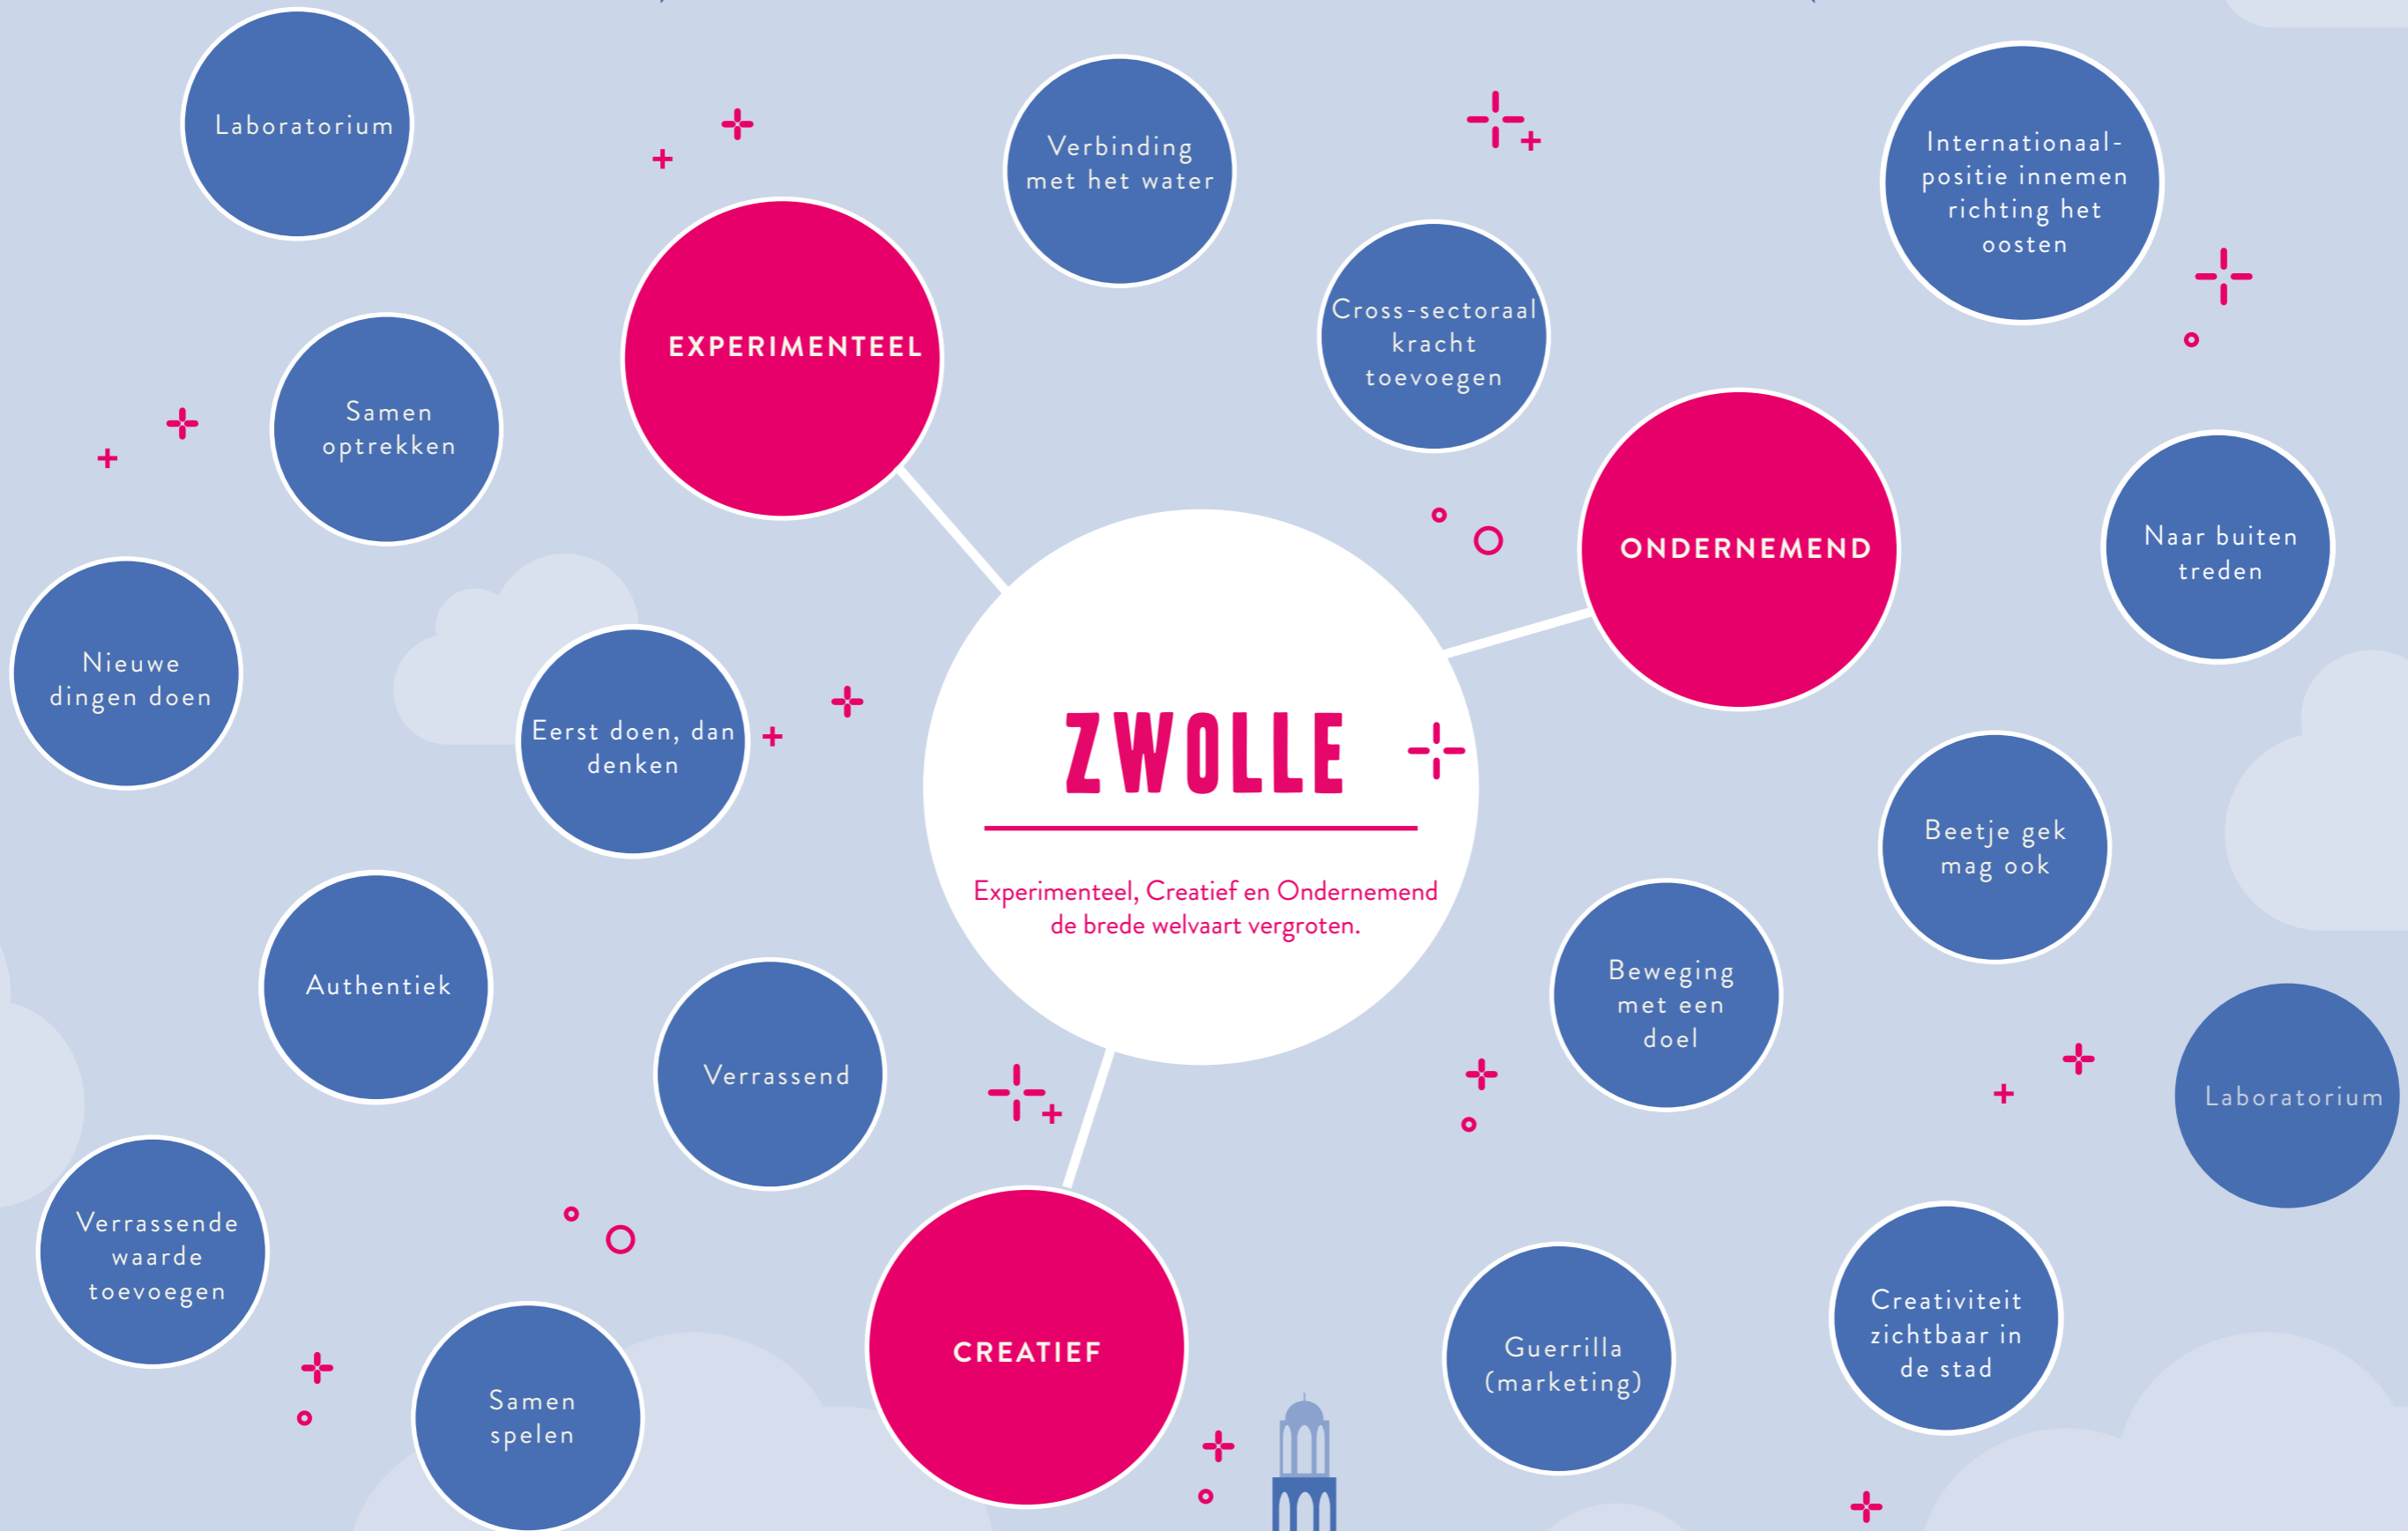 Laboratorium
Verbinding
met het water
Internationaal-
positie innemen
richting het
oosten
EXPERIMENTEEL
Cross-sectoraal
kracht
toevoegen
Samen
optrekken
ONDERNEMEND
Naar buiten
treden
Nieuwe
dingen doen
Eerst doen, dan
denken
ZWOLLE
Experimenteel, Creatief en Ondernemend
de brede welvaart vergroten.
Beetje gek
mag ook
Authentiek
Verrassend
Beweging
met een
doel
Laboratorium
Verrassende
waarde
toevoegen
Samen
spelen
CREATIEF
Guerrilla
(marketing)
Creativiteit
zichtbaar in
de stad